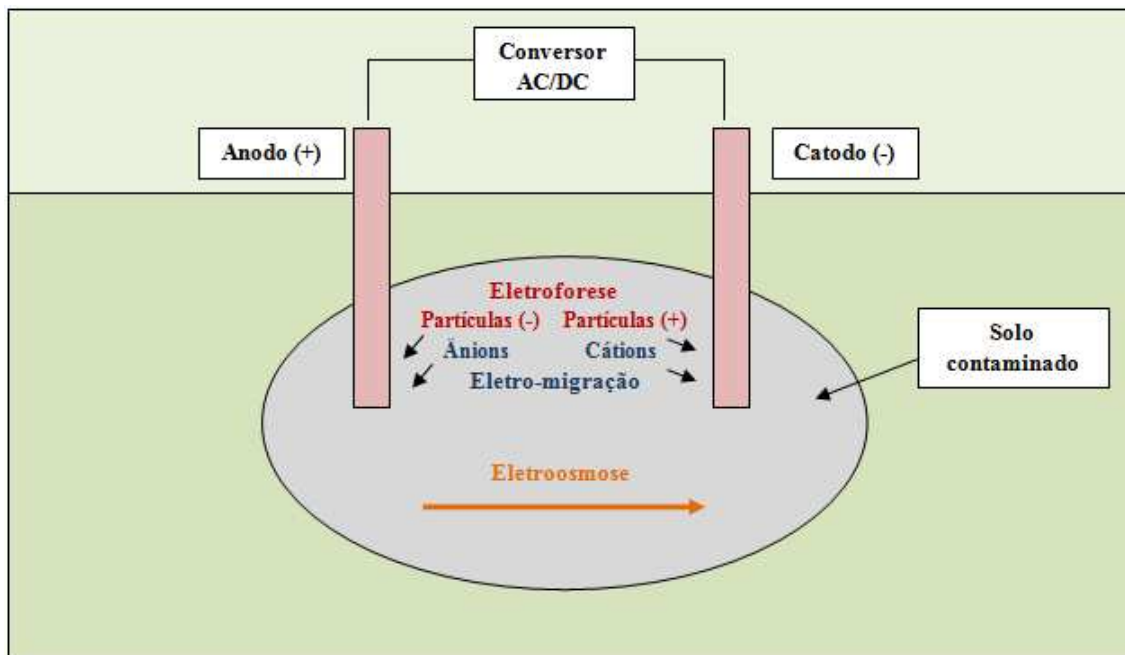 Conversor
AC/DC
Anodo (+)
Catodo (-)
Eletroforese
Partículas (-) Partículas (+)
Ânions Cátions
Eletro-migração
Solo
contaminado
Eletroosmose